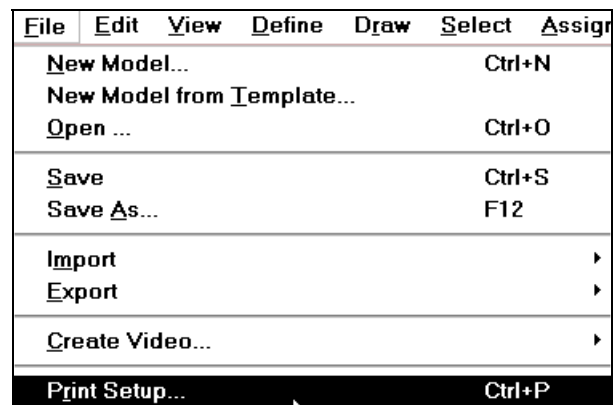 File Edit View Define Draw Select Assign
New Model... Ctrl+N
New Model from Template...
Open ... Ctrl+O
Save Ctrl+S
Save As... F12
Import
Export
Create Video...
Print Setup... Ctrl+P